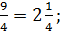 9/4 = 2 1/4;